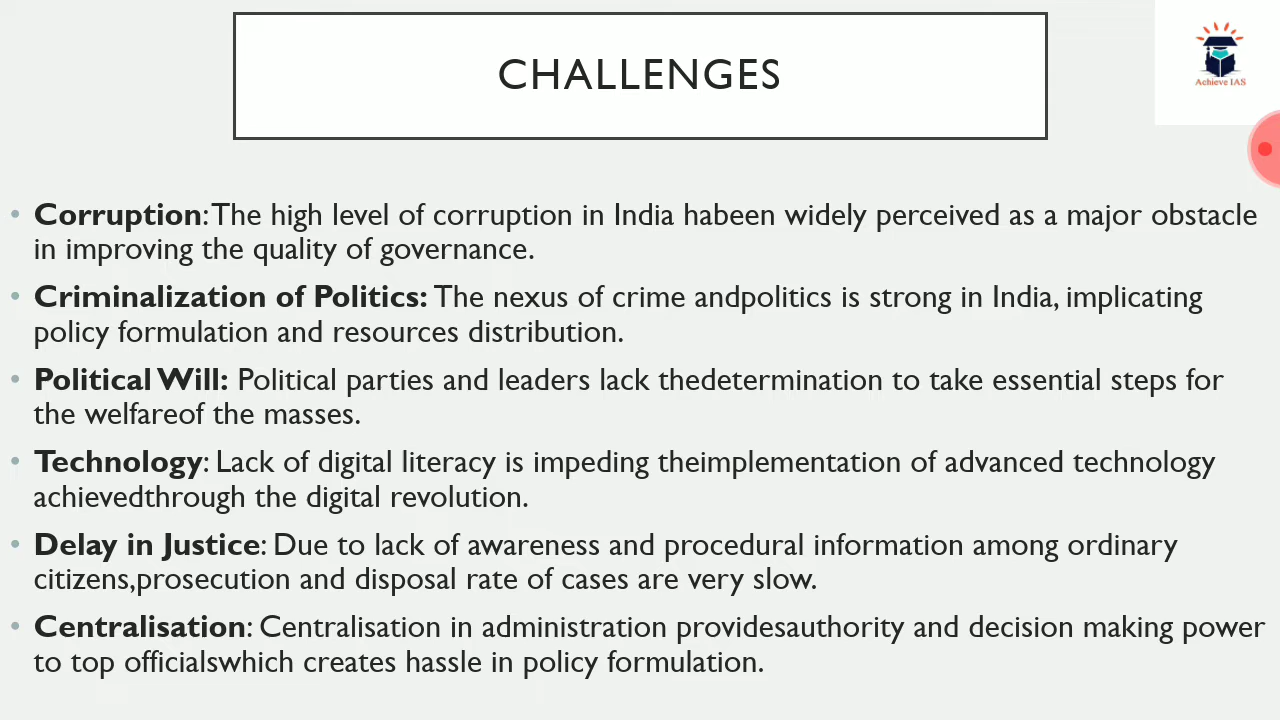 CHALLENGES
Achieve IAS
• Corruption: The high level of corruption in India habeen widely perceived as a major obstacle
in improving the quality of governance.
• Criminalization of Politics: The nexus of crime andpolitics is strong in India, implicating
policy formulation and resources distribution.
• Political Will: Political parties and leaders lack thedetermination to take essential steps for
the welfareof the masses.
• Technology: Lack of digital literacy is impeding theimplementation of advanced technology
achievedthrough the digital revolution.
• Delay in Justice: Due to lack of awareness and procedural information among ordinary
citizens,prosecution and disposal rate of cases are very slow.
• Centralisation: Centralisation in administration providesauthority and decision making power
to top officialswhich creates hassle in policy formulation.